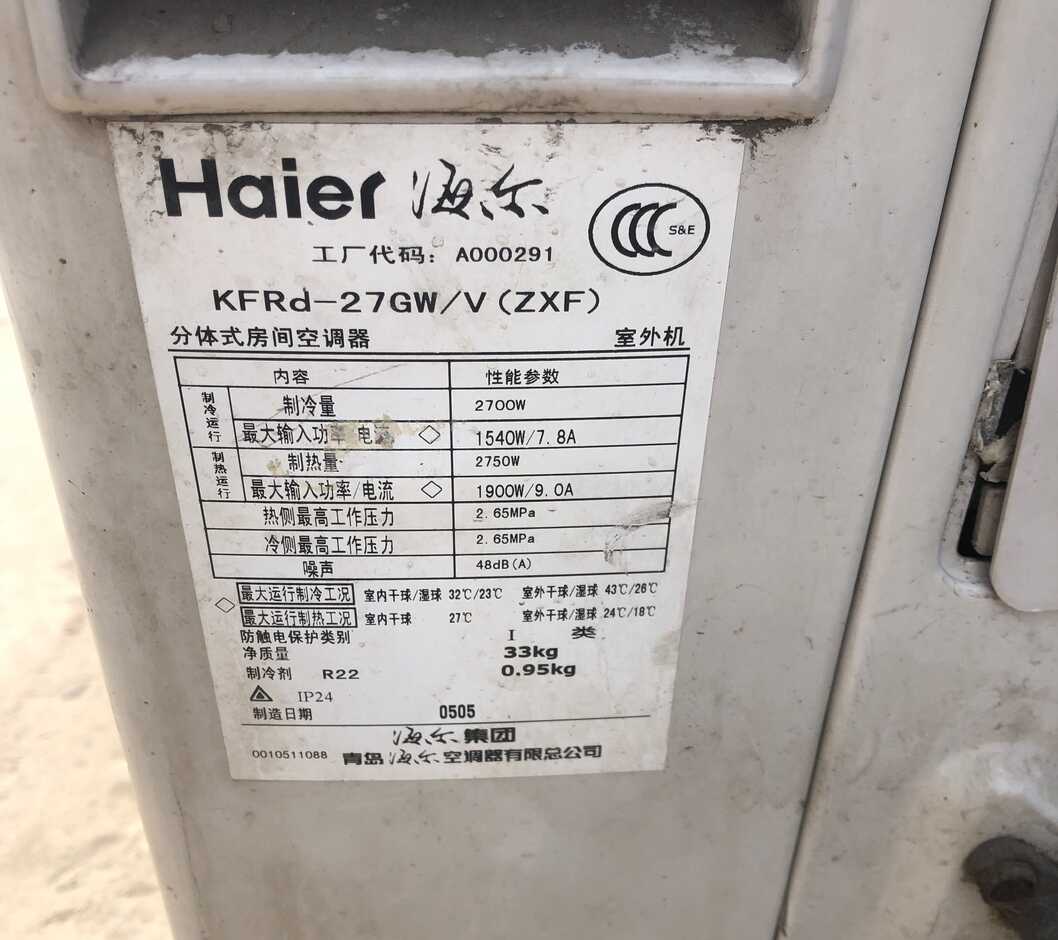 Haier 海尔
CCC S&E
工厂代码: A000291
KFRd-27GW/V(ZXF)
分体式房间空调器 室外机
内容 性能参数
制冷运行
制冷量 2700W
最大输入功率 电流 1540W/7.8A
制热运行
制热量 2750W
最大输入功率/电流 1900W/9.0A
热侧最高工作压力 2.65MPa
冷侧最高工作压力 2.65MPa
噪声 48dB(A)
最大运行制冷工况 室内干球/湿球 32℃/23℃ 室外干球/湿球 43℃/26℃
最大运行制热工况 室内干球 27℃ 室外干球/湿球 24℃/18℃
防触电保护类别 I 类
净质量 33kg
制冷剂 R22 0.95kg
IP24
制造日期 0505
海尔集团
0010511088 青岛海尔空调器有限总公司